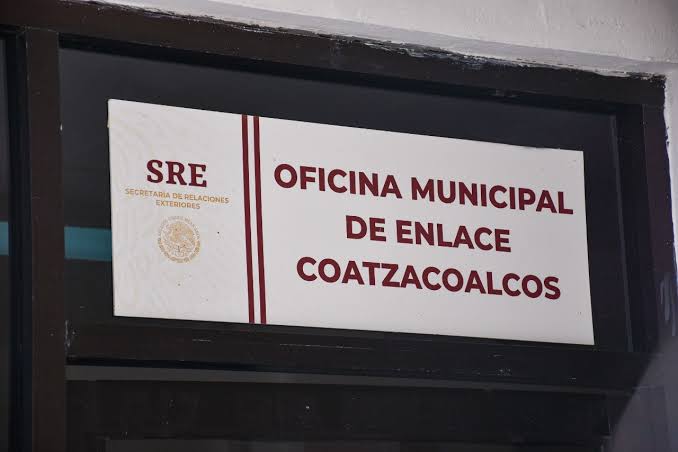 SRE
SECRETARÍA DE RELACIONES
EXTERIORES
OFICINA MUNICIPAL
DE ENLACE
COATZACOALCOS